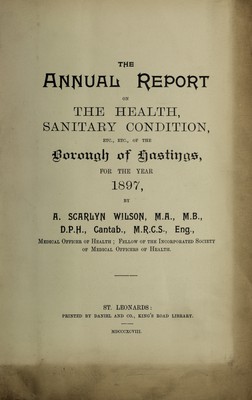 THE
ANNUAL REPORT
ON
THE HEALTH,
SANITARY CONDITION,
ETC., ETC., OF THE
Borough of Hastings,
FOR THE YEAR
1897,
BY
A. SCARLYN WILSON, M.A., M.B.,
D.P.H., Cantab., M.R.C.S., Eng.,
MEDICAL OFFICER OF HEALTH; FELLOW OF THE INCORPORATED SOCIETY
OF MEDICAL OFFICERS OF HEALTH.
ST. LEONARDS:
PRINTED BY DANIEL AND CO., KING'S ROAD LIBRARY.
MDCCCXCVIII.